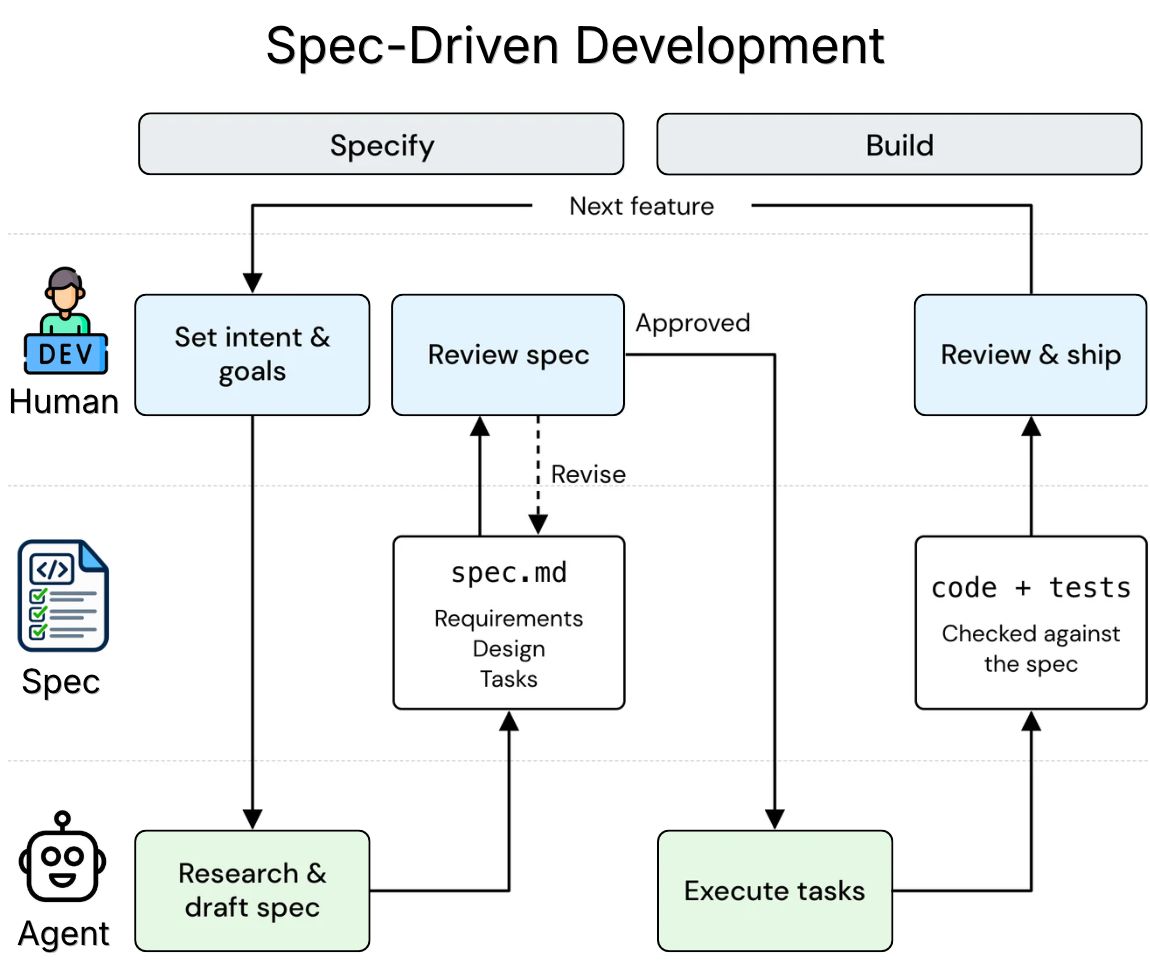 Spec-Driven Development
Specify
Build
Next feature
DEV
Human
Set intent &
goals
Review spec
Approved
Review & ship
Revise
</>
Spec
spec.md
Requirements
Design
Tasks
code + tests
Checked against
the spec
Agent
Research &
draft spec
Execute tasks